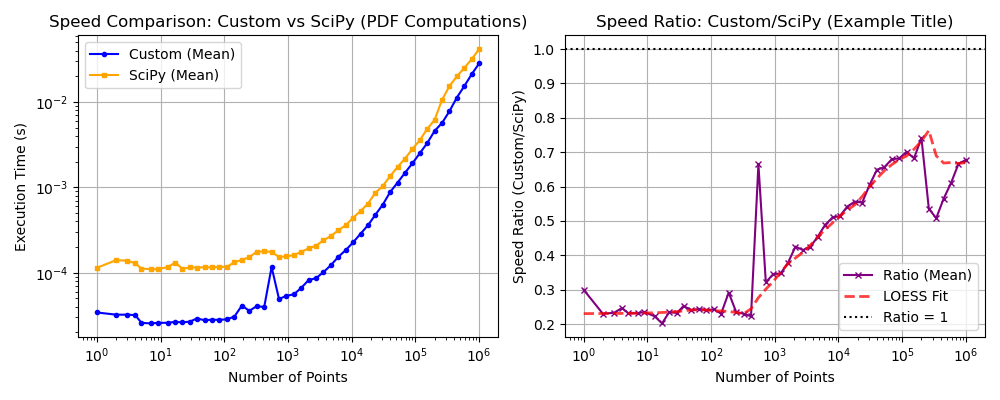 Speed Comparison: Custom vs SciPy (PDF Computations)
Custom (Mean)
SciPy (Mean)
Execution Time (s)
10⁻²
10⁻³
10⁻⁴
10⁰ 10¹ 10² 10³ 10⁴ 10⁵ 10⁶
Number of Points
Speed Ratio: Custom/SciPy (Example Title)
Speed Ratio (Custom/SciPy)
1.0
0.9
0.8
0.7
0.6
0.5
0.4
0.3
0.2
Ratio (Mean)
LOESS Fit
Ratio = 1
10⁰ 10¹ 10² 10³ 10⁴ 10⁵ 10⁶
Number of Points